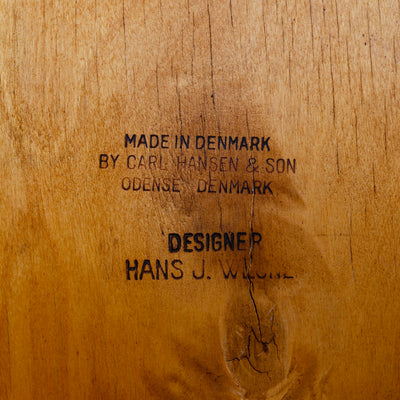 MADE IN DENMARK
BY CARL HANSEN & SON
ODENSE DENMARK
DESIGNER
HANS J.